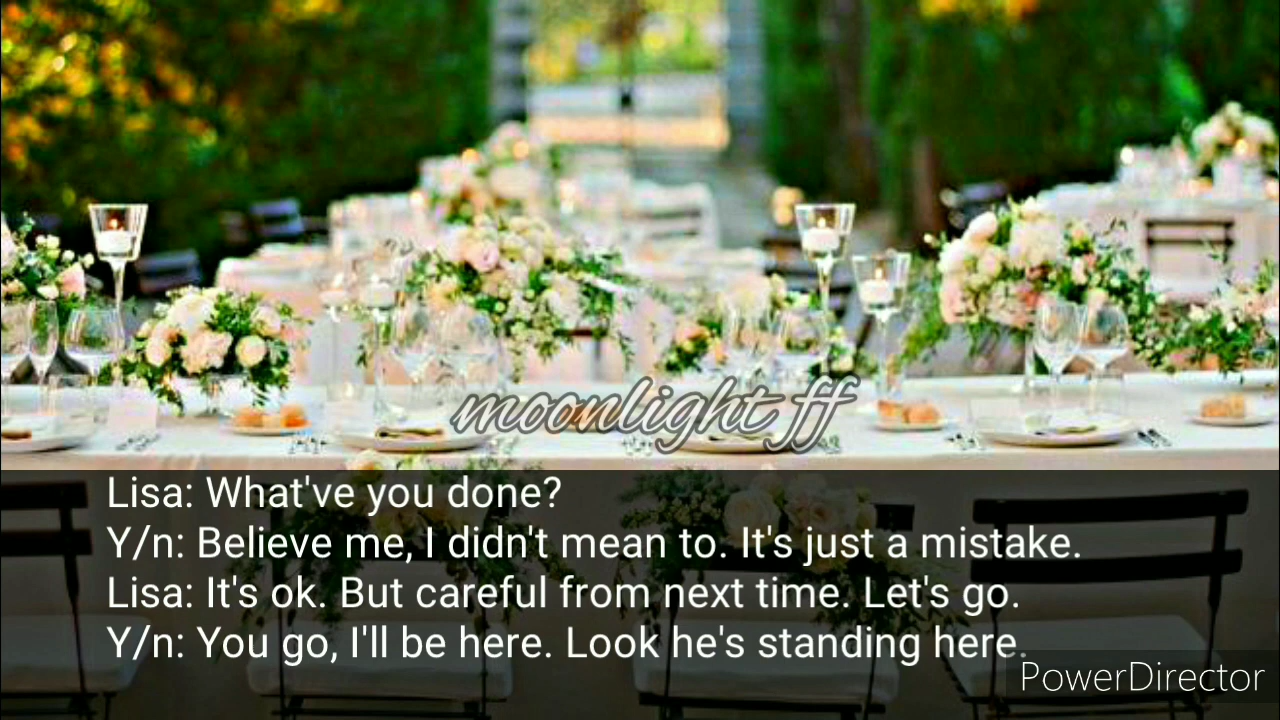 moonlight ff
Lisa: What've you done?
Y/n: Believe me, I didn't mean to. It's just a mistake.
Lisa: It's ok. But careful from next time. Let's go.
Y/n: You go, I'll be here. Look he's standing here.
PowerDirector